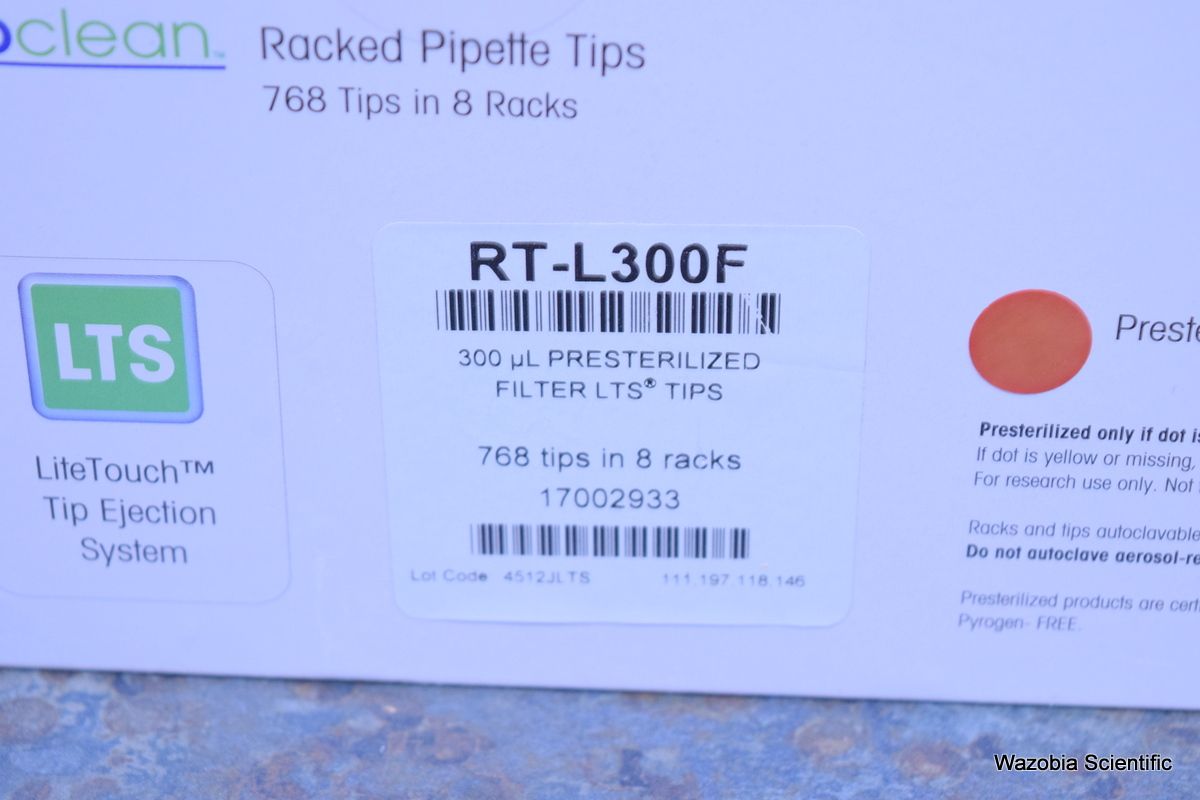 clean™
Racked Pipette Tips
768 Tips in 8 Racks
RT-L300F
300 µL PRESTERILIZED
FILTER LTS® TIPS
768 tips in 8 racks
17002933
Lot Code 4512JLTS 111.197.118.146
LTS
LiteTouch™
Tip Ejection
System
Presterilized only if dot is
If dot is yellow or missing,
For research use only. Not
Racks and tips autoclavable
Do not autoclave aerosol-re
Presterilized products are cert
Pyrogen- FREE.
Wazobia Scientific